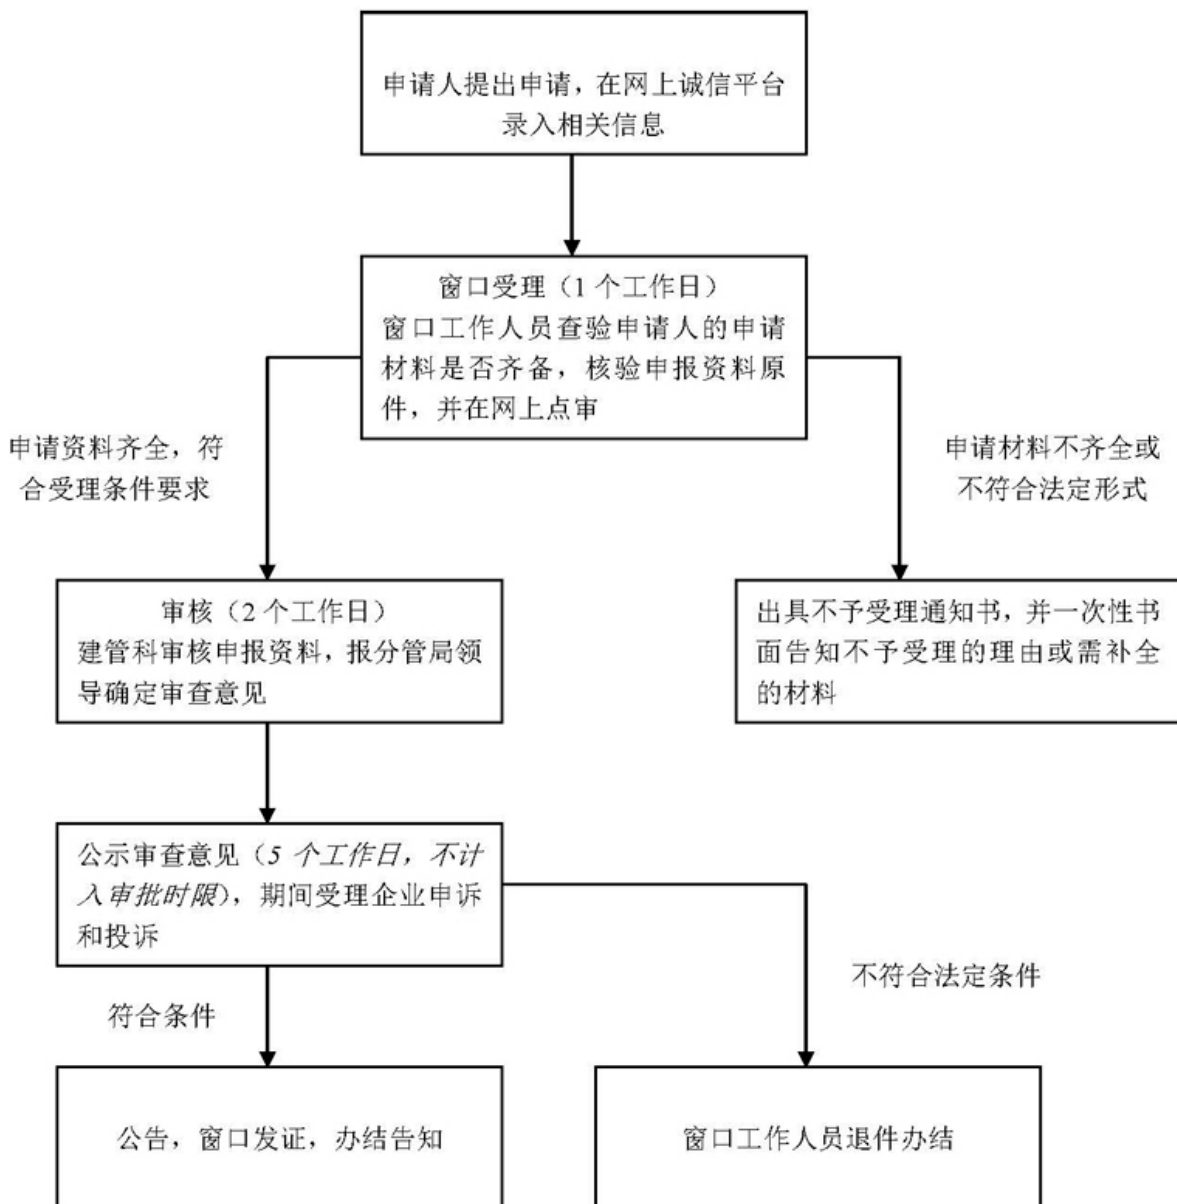 申请人提出申请，在网上诚信平台
录入相关信息
窗口受理（1 个工作日）
窗口工作人员查验申请人的申请
材料是否齐备，核验申报资料原
件，并在网上点审
申请资料齐全，符
合受理条件要求
申请材料不齐全或
不符合法定形式
审核（2 个工作日）
建管科审核申报资料，报分管局领
导确定审查意见
出具不予受理通知书，并一次性书
面告知不予受理的理由或需补全
的材料
公示审查意见（5 个工作日，不计
入审批时限），期间受理企业申诉
和投诉
不符合法定条件
符合条件
公告，窗口发证，办结告知
窗口工作人员退件办结